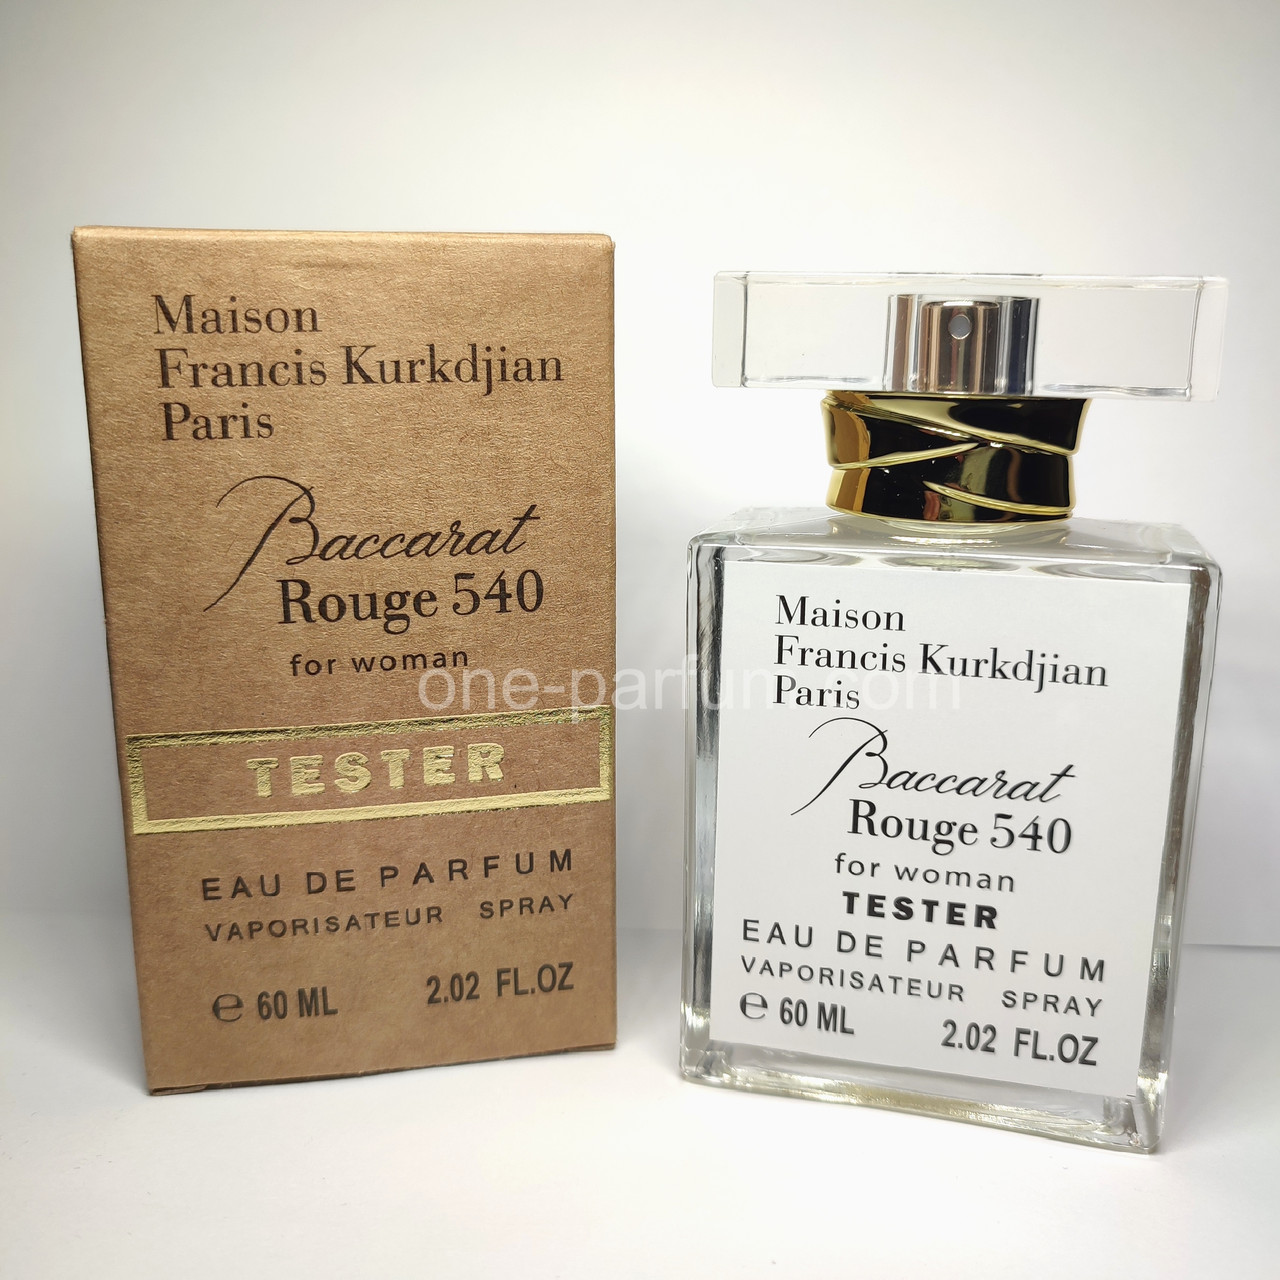 Maison
Francis Kurkdjian
Paris
Baccarat
Rouge 540
for woman
TESTER
EAU DE PARFUM
VAPORISATEUR SPRAY
℮ 60 ML 2.02 FL.OZ
Maison
Francis Kurkdjian
Paris
Baccarat
Rouge 540
for woman
TESTER
EAU DE PARFUM
VAPORISATEUR SPRAY
℮ 60 ML 2.02 FL.OZ
one-parfum.com